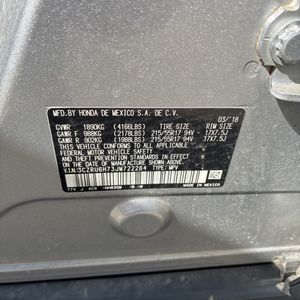 MFD.BY HONDA DE MEXICO S.A. DE C.V.
03/'18
GVWR 1890KG (4166LBS) TIRE SIZE RIM SIZE
GAWR F 988KG (2178LBS) 215/55R17 94V 17X7.5J
GAWR R 902KG (1988LBS) 215/55R17 94V 17X7.5J
THIS VEHICLE CONFORMS TO ALL APPLICABLE
FEDERAL MOTOR VEHICLE SAFETY, BUMPER, AND
THEFT PREVENTION STANDARDS IN EFFECT ON THE
DATE OF MANUFACTURE SHOWN ABOVE.
V.I.N:3CZRU6H73JM722264 TYPE:MPV
MADE IN MEXICO